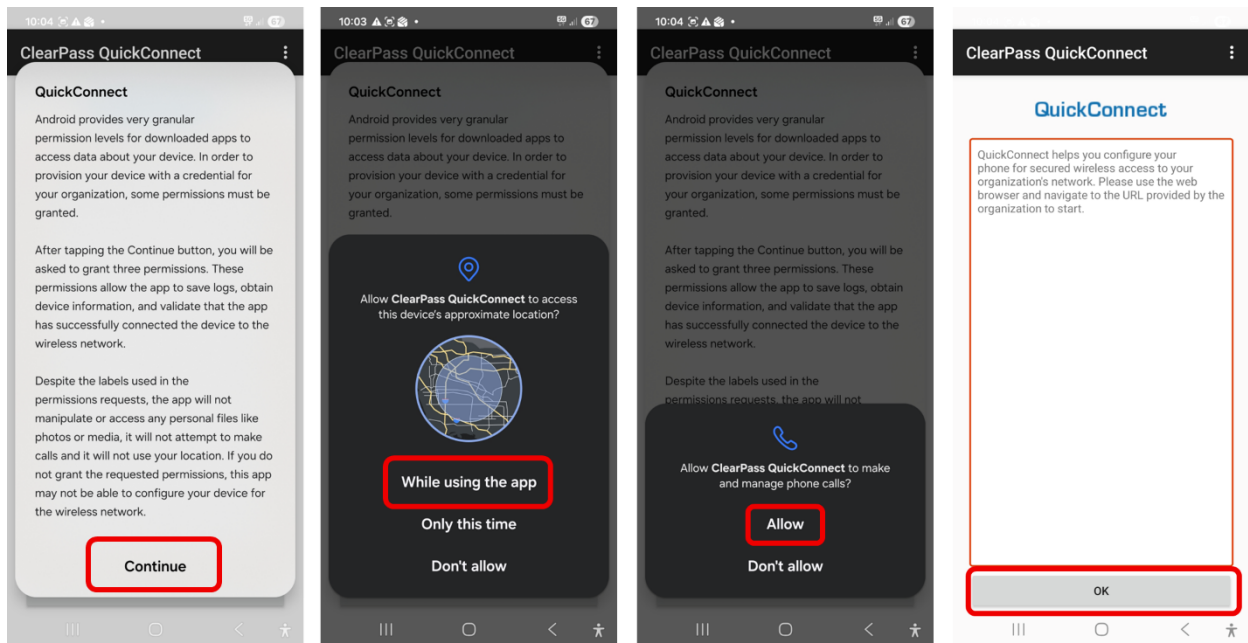 10:04
67
ClearPass QuickConnect
QuickConnect
Android provides very granular
permission levels for downloaded apps to
access data about your device. In order to
provision your device with a credential for
your organization, some permissions must be
granted.
After tapping the Continue button, you will be
asked to grant three permissions. These
permissions allow the app to save logs, obtain
device information, and validate that the app
has successfully connected the device to the
wireless network.
Despite the labels used in the
permissions requests, the app will not
manipulate or access any personal files like
photos or media, it will not attempt to make
calls and it will not use your location. If you do
not grant the requested permissions, this app
may not be able to configure your device for
the wireless network.
Continue
10:03
67
ClearPass QuickConnect
QuickConnect
Android provides very granular
permission levels for downloaded apps to
access data about your device. In order to
provision your device with a credential for
your organization, some permissions must be
granted.
Allow ClearPass QuickConnect to access
this device's approximate location?
While using the app
Only this time
Don't allow
10:04
67
ClearPass QuickConnect
QuickConnect
Android provides very granular
permission levels for downloaded apps to
access data about your device. In order to
provision your device with a credential for
your organization, some permissions must be
granted.
After tapping the Continue button, you will be
asked to grant three permissions. These
permissions allow the app to save logs, obtain
device information, and validate that the app
has successfully connected the device to the
wireless network.
Despite the labels used in the
permissions requests, the app will not
Allow ClearPass QuickConnect to make
and manage phone calls?
Allow
Don't allow
ClearPass QuickConnect
QuickConnect
QuickConnect helps you configure your
phone for secured wireless access to your
organization's network. Please use the web
browser and navigate to the URL provided by the
organization to start.
OK